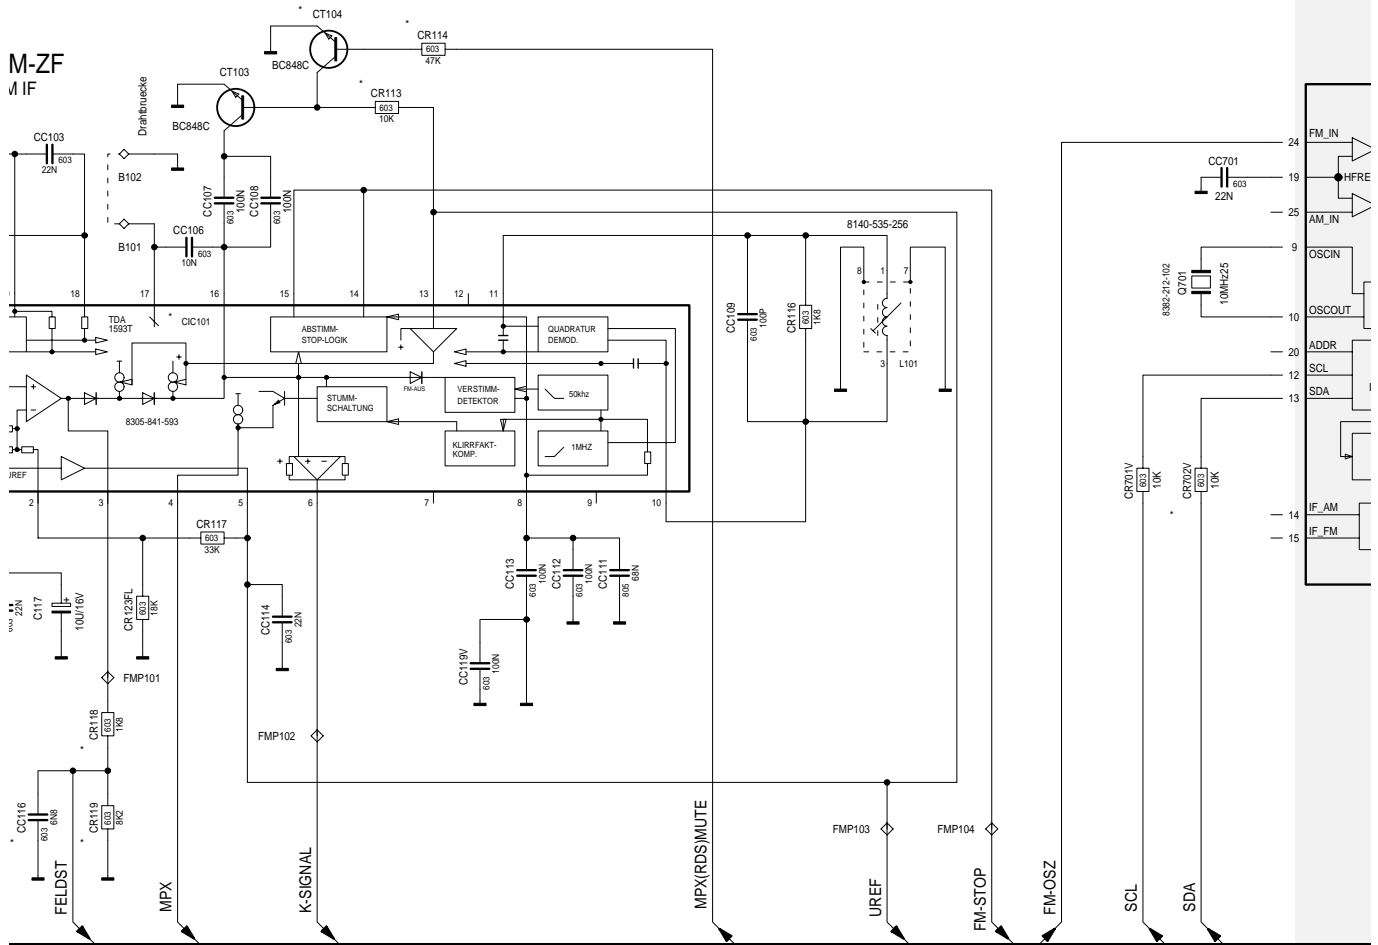 M-ZF
M IF
CT104
*
*
CR114
603
47K
BC848C
CT103
*
CR113
603
10K
BC848C
Drahtbruecke
CC103
603
22N
B102
B101
CC106
603
10N
CC107
603
100N
CC108
603
100N
8140-535-256
8
1
7
3
L101
CC109
603
100P
CR116
603
1K8
18
17
16
15
14
13
12
11
TDA
1593T
*
CIC101
ABSTIMM-
STOP-LOGIK
QUADRATUR
DEMOD.
+
+
FM-AUS
STUMM-
SCHALTUNG
VERSTIMM-
DETEKTOR
50khz
KLIRRFAKT-
KOMP.
1MHZ
8305-841-593
+
−
+
+
−
UREF
2
3
4
5
6
7
8
9
10
CR117
603
33K
603
22N
C117
+
10U/16V
CR123FL
603
18K
CC114
603
22N
CC113
603
100N
CC112
603
100N
CC111
805
68N
CC119V
603
100N
FMP101
CR118
603
1K8
*
FMP102
CC116
603
6N8
*
CR119
603
8K2
*
FMP103
FMP104
FELDST
MPX
K-SIGNAL
MPX(RDS)MUTE
UREF
FM-STOP
FM-OSZ
SCL
SDA
CR701V
603
10K
*
CR702V
603
10K
CC701
603
22N
8382-212-102
Q701
10MHz25
24
FM_IN
19
HFRE
25
AM_IN
9
OSCIN
10
OSCOUT
20
ADDR
12
SCL
13
SDA
14
IF_AM
15
IF_FM